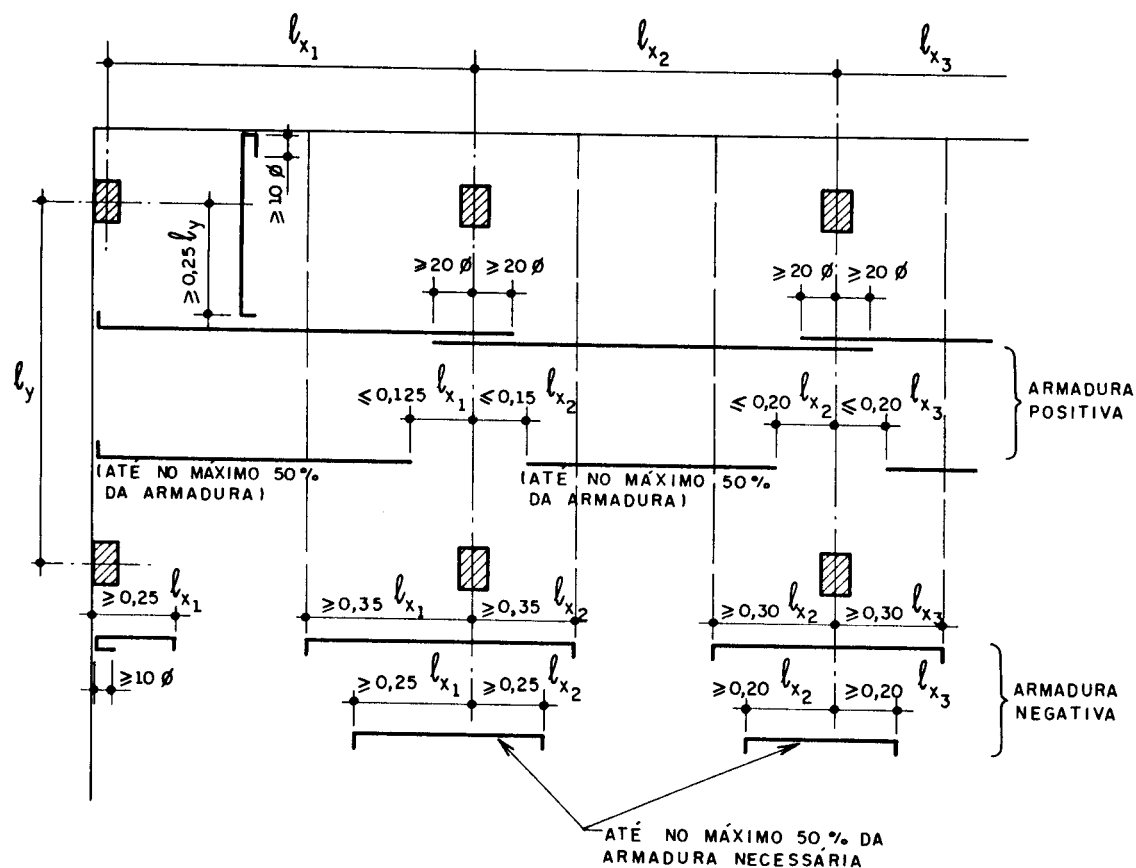 ℓx1
ℓx2
ℓx3
≥10 Ø
≥0,25 ℓy
≥20 Ø ≥20 Ø
≥20 Ø ≥20 Ø
ℓy
≤0,125 ℓx1 ≤0,15 ℓx2
≤0,20 ℓx2 ≤0,20 ℓx3
ARMADURA
POSITIVA
(ATÉ NO MÁXIMO 50%
DA ARMADURA)
(ATÉ NO MÁXIMO 50%
DA ARMADURA)
≥0,25 ℓx1
≥0,35 ℓx1 ≥0,35 ℓx2
≥0,30 ℓx2 ≥0,30 ℓx3
≥10 Ø
≥0,25 ℓx1 ≥0,25 ℓx2
≥0,20 ℓx2 ≥0,20 ℓx3
ARMADURA
NEGATIVA
ATÉ NO MÁXIMO 50% DA
ARMADURA NECESSÁRIA